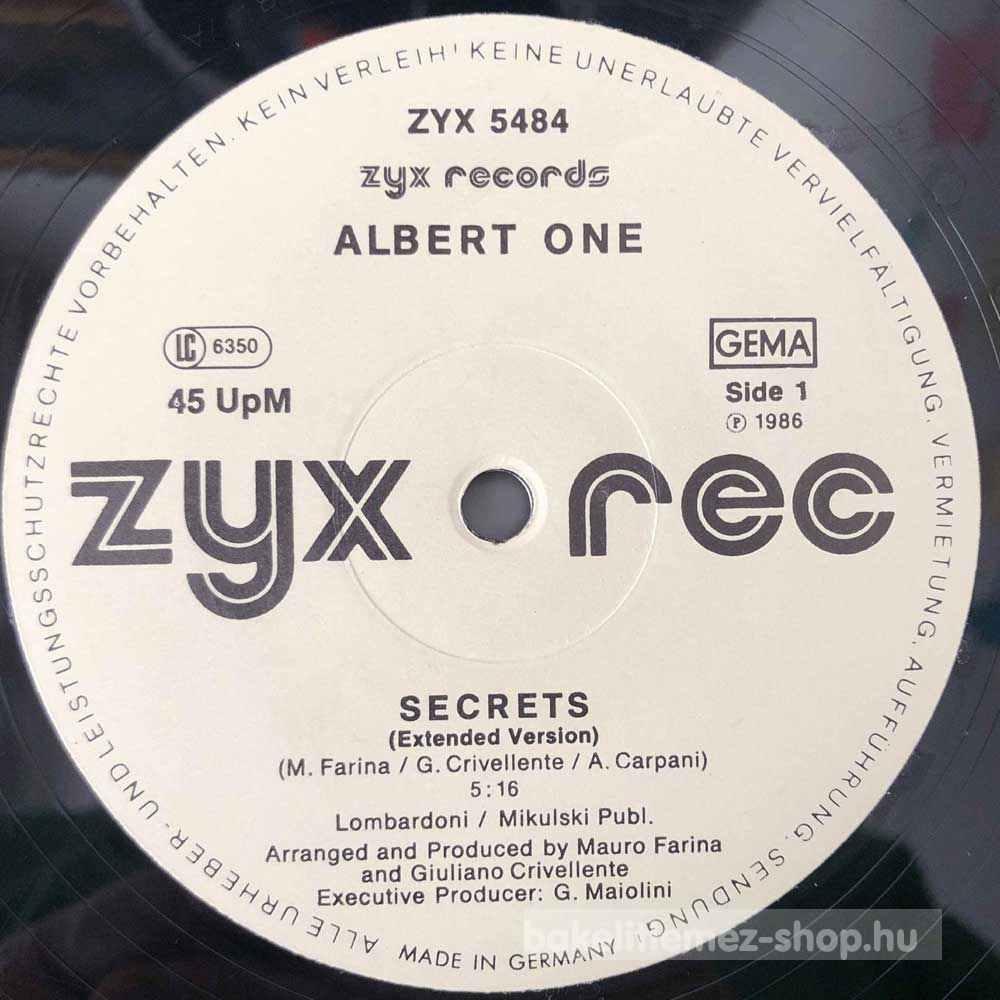 ZYX 5484
zyx records
ALBERT ONE
LC 6350
45 UpM
GEMA
Side 1
℗ 1986
zyx rec
SECRETS
(Extended Version)
(M. Farina / G. Crivellente / A. Carpani)
5:16
Lombardoni / Mikulski Publ.
Arranged and Produced by Mauro Farina
and Giuliano Crivellente
Executive Producer: G. Maiolini
ALLE URHEBER- UND LEISTUNGSSCHUTZRECHTE VORBEHALTEN. KEIN VERLEIH! KEINE UNERLAUBTE VERVIELFÄLTIGUNG, VERMIETUNG, AUFFÜHRUNG, SENDUNG!
MADE IN GERMANY
bakelitlemez-shop.hu